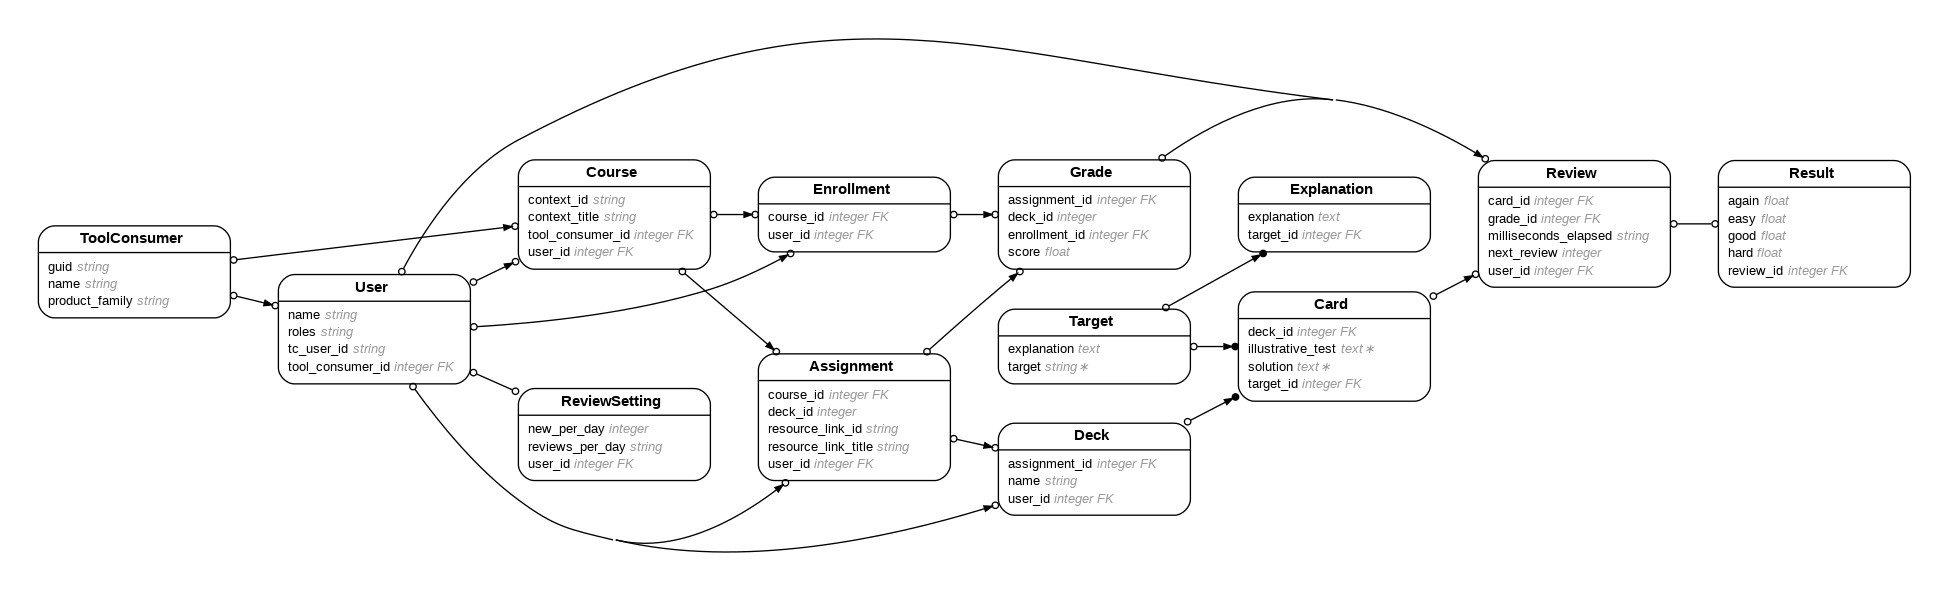 ToolConsumer
guid string
name string
product_family string
User
name string
roles string
tc_user_id string
tool_consumer_id integer FK
Course
context_id string
context_title string
tool_consumer_id integer FK
user_id integer FK
ReviewSetting
new_per_day integer
reviews_per_day string
user_id integer FK
Enrollment
course_id integer FK
user_id integer FK
Assignment
course_id integer FK
deck_id integer
resource_link_id string
resource_link_title string
user_id integer FK
Grade
assignment_id integer FK
deck_id integer
enrollment_id integer FK
score float
Target
explanation text
target string∗
Deck
assignment_id integer FK
name string
user_id integer FK
Explanation
explanation text
target_id integer FK
Card
deck_id integer FK
illustrative_test text∗
solution text∗
target_id integer FK
Review
card_id integer FK
grade_id integer FK
milliseconds_elapsed string
next_review integer
user_id integer FK
Result
again float
easy float
good float
hard float
review_id integer FK